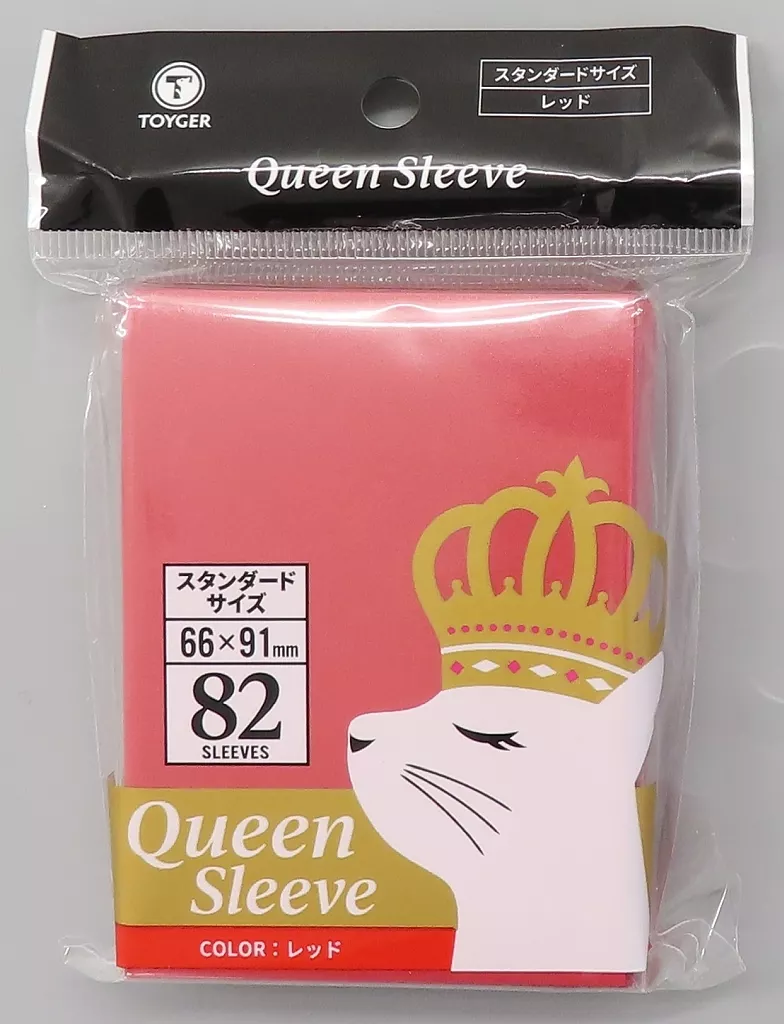 TOYGER
スタンダードサイズ
レッド
Queen Sleeve
スタンダード
サイズ
66×91mm
82
SLEEVES
Queen
Sleeve
COLOR：レッド